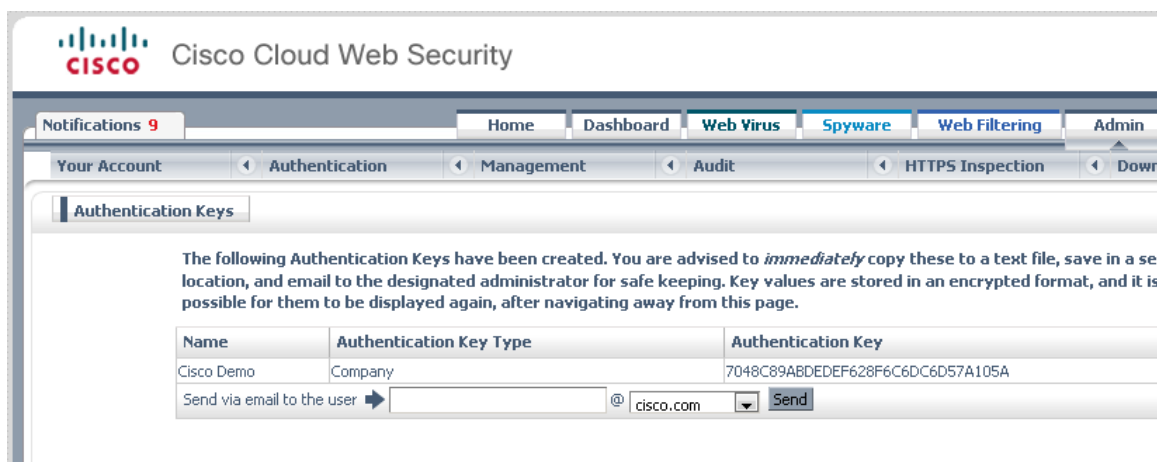 CISCO Cisco Cloud Web Security
Notifications 9
Home Dashboard Web Virus Spyware Web Filtering Admin
Your Account Authentication Management Audit HTTPS Inspection
Authentication Keys
The following Authentication Keys have been created. You are advised to immediately copy these to a text file, save in a
location, and email to the designated administrator for safe keeping. Key values are stored in an encrypted format, and it is
possible for them to be displayed again, after navigating away from this page.
Name Authentication Key Type Authentication Key
Cisco Demo Company 7048C89ABDEDEF628F6C6DC6D57A105A
Send via email to the user @ cisco.com Send